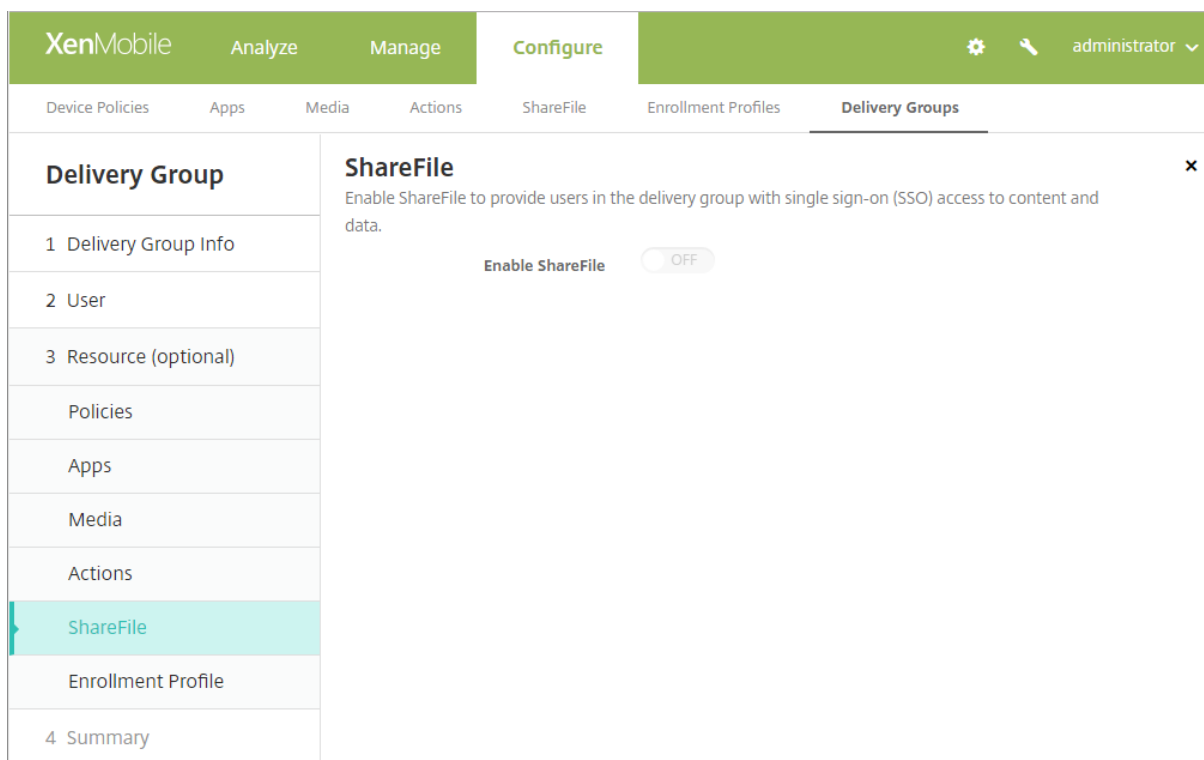 XenMobile Analyze Manage Configure administrator
Device Policies Apps Media Actions ShareFile Enrollment Profiles Delivery Groups
Delivery Group
1 Delivery Group Info
2 User
3 Resource (optional)
Policies
Apps
Media
Actions
ShareFile
Enrollment Profile
4 Summary
ShareFile
Enable ShareFile to provide users in the delivery group with single sign-on (SSO) access to content and
data.
Enable ShareFile OFF